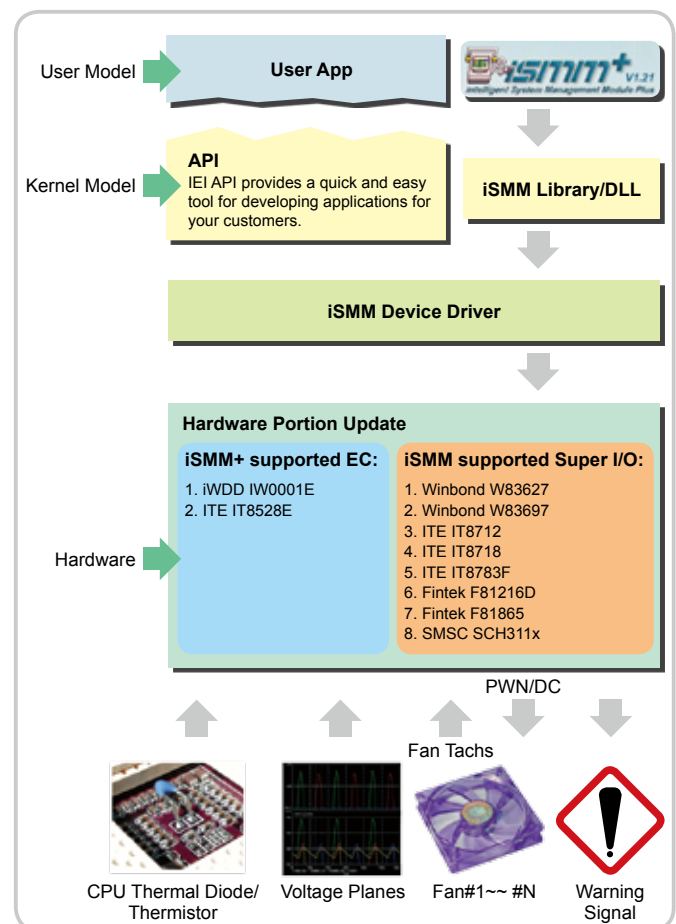 User Model
User App
iSMM+
V1.21
Intelligent System Management Module Plus
Kernel Model
API
IEI API provides a quick and easy
tool for developing applications for
your customers.
iSMM Library/DLL
iSMM Device Driver
Hardware
Hardware Portion Update
iSMM+ supported EC:
1. iWDD IW0001E
2. ITE IT8528E
iSMM supported Super I/O:
1. Winbond W83627
2. Winbond W83697
3. ITE IT8712
4. ITE IT8718
5. ITE IT8783F
6. Fintek F81216D
7. Fintek F81865
8. SMSC SCH311x
PWN/DC
Fan Tachs
CPU Thermal Diode/
Thermistor
Voltage Planes
Fan#1~~ #N
Warning
Signal